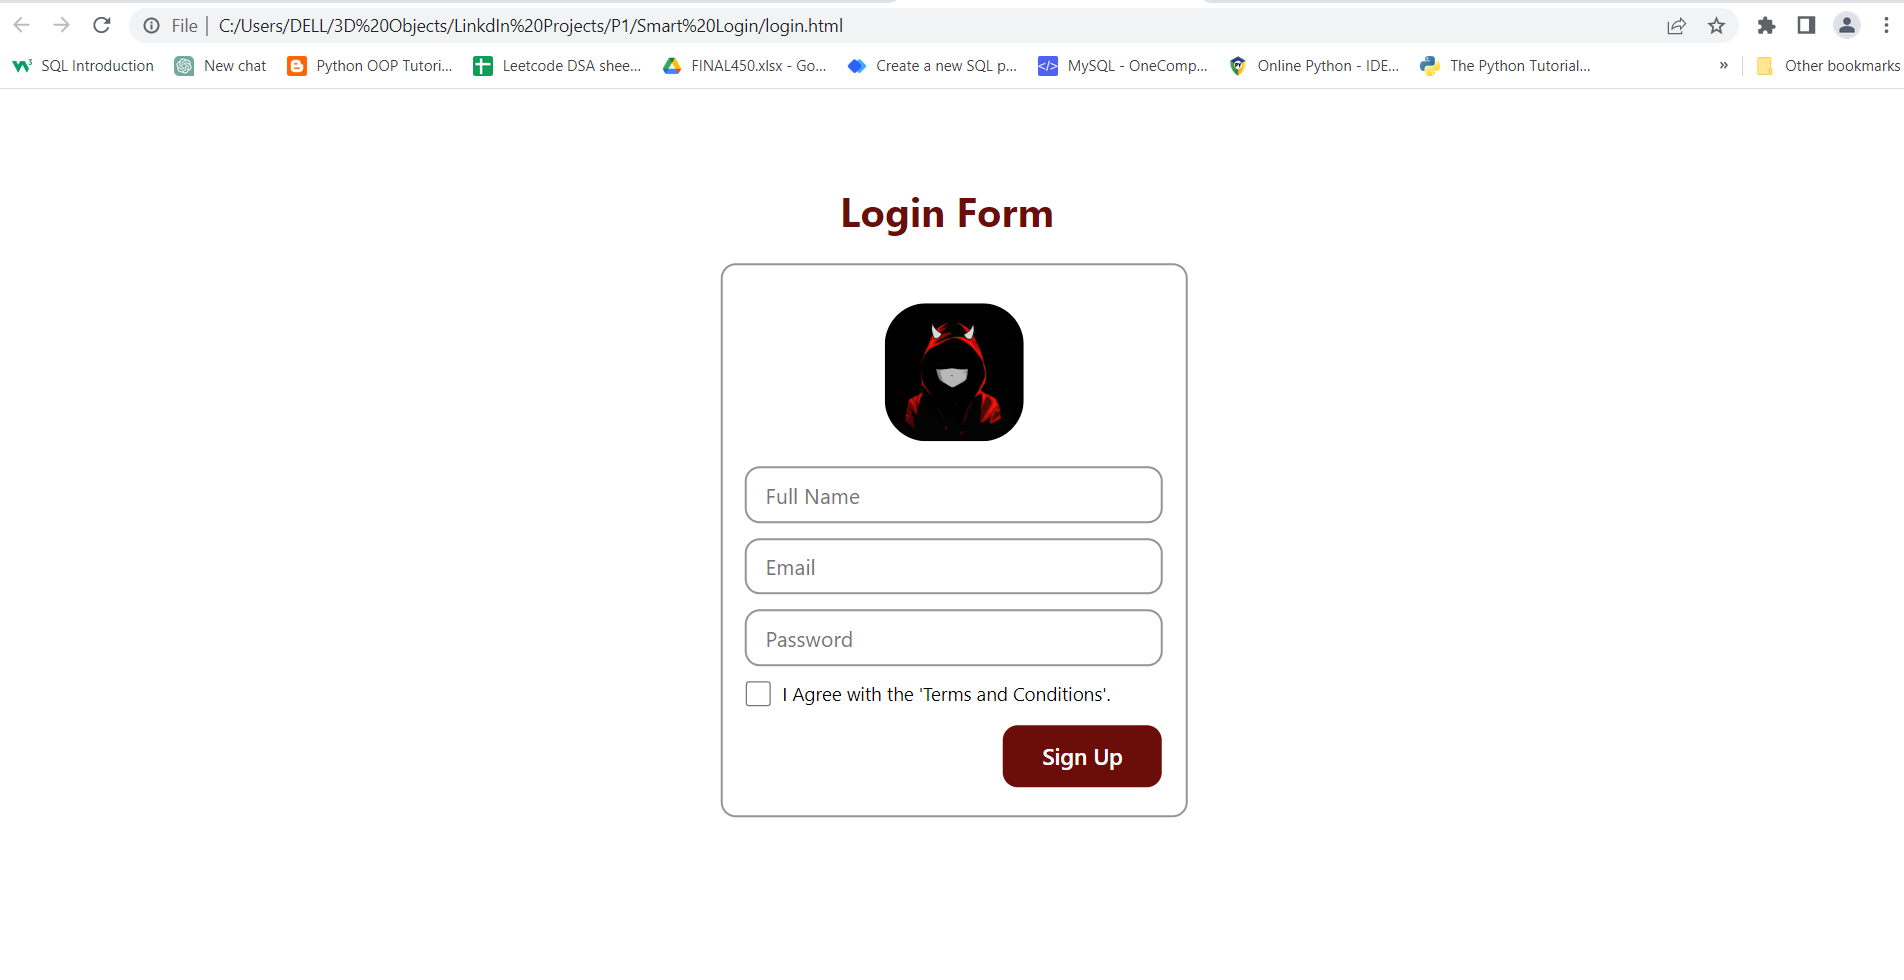 File | C:/Users/DELL/3D%20Objects/LinkdIn%20Projects/P1/Smart%20Login/login.html
SQL Introduction New chat Python OOP Tutori... Leetcode DSA shee... FINAL450.xlsx - Go... Create a new SQL p... MySQL - OneComp... Online Python - IDE... The Python Tutorial... » Other bookmarks
Login Form
Full Name
Email
Password
I Agree with the 'Terms and Conditions'.
Sign Up